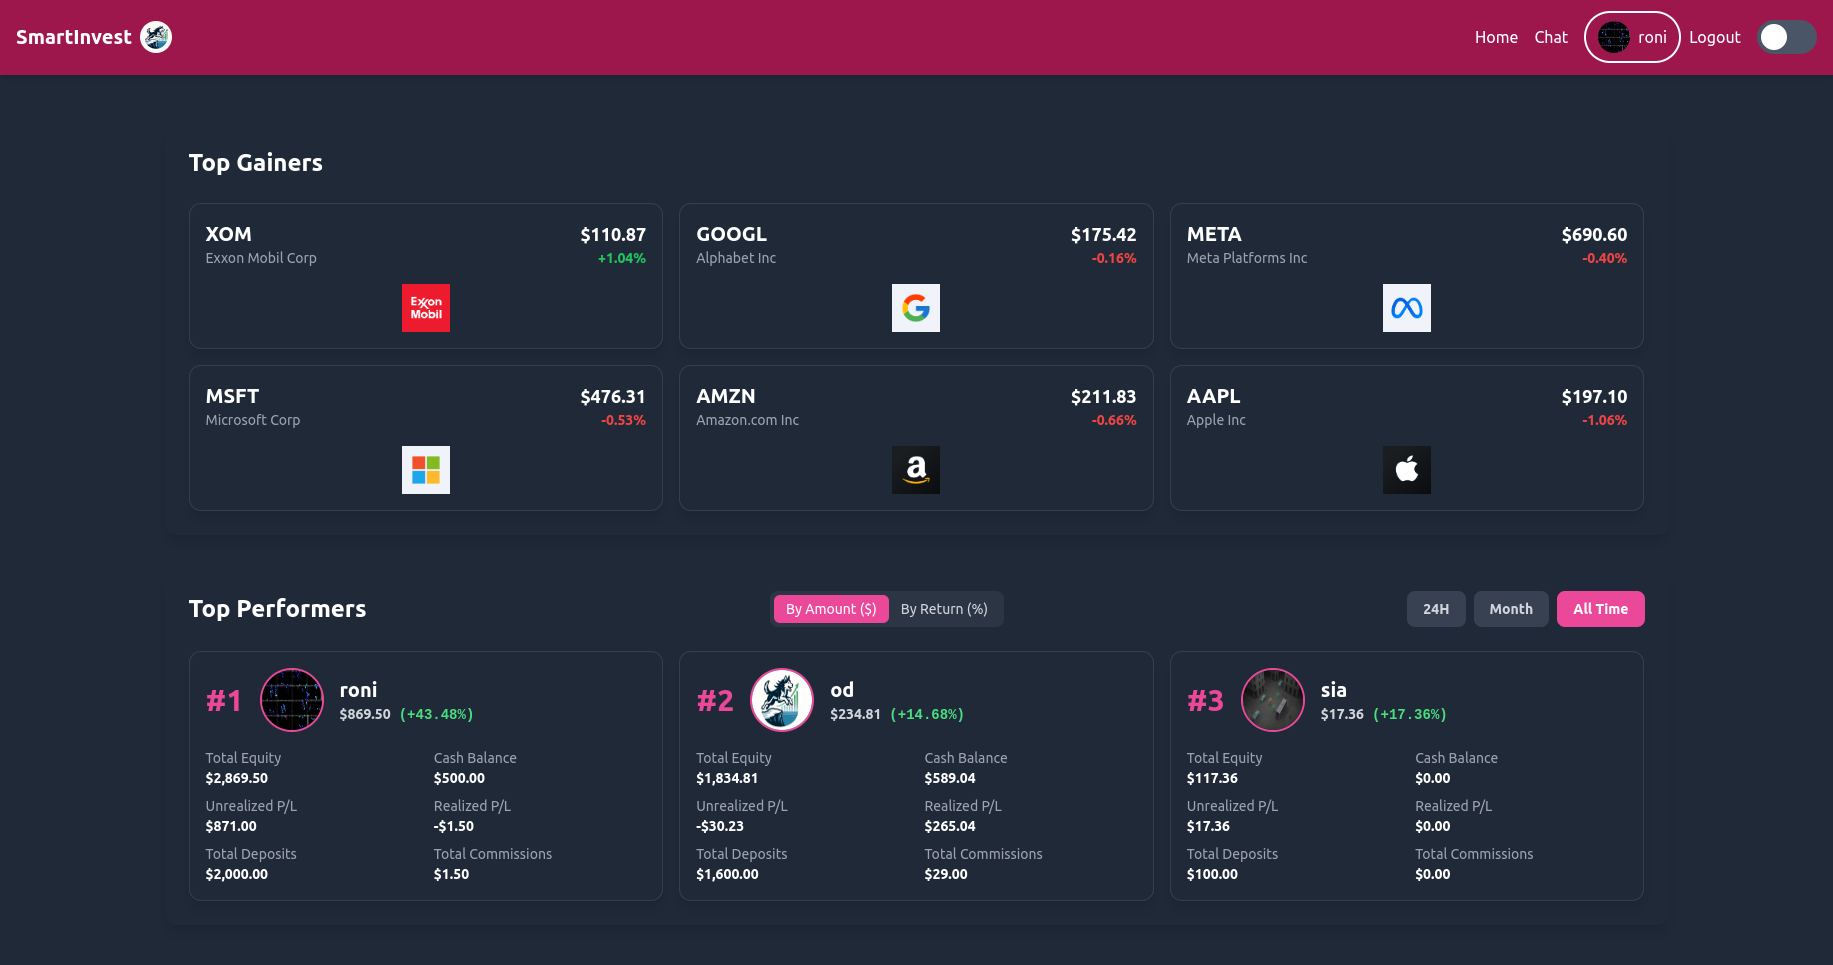 SmartInvest
Home Chat roni Logout
Top Gainers
XOM $110.87
Exxon Mobil Corp +1.04%
Exxon
Mobil
GOOGL $175.42
Alphabet Inc -0.16%
META $690.60
Meta Platforms Inc -0.40%
MSFT $476.31
Microsoft Corp -0.53%
AMZN $211.83
Amazon.com Inc -0.66%
AAPL $197.10
Apple Inc -1.06%
Top Performers
By Amount ($) By Return (%)
24H Month All Time
#1 roni
$869.50 (+43.48%)
Total Equity Cash Balance
$2,869.50 $500.00
Unrealized P/L Realized P/L
$871.00 -$1.50
Total Deposits Total Commissions
$2,000.00 $1.50
#2 od
$234.81 (+14.68%)
Total Equity Cash Balance
$1,834.81 $589.04
Unrealized P/L Realized P/L
-$30.23 $265.04
Total Deposits Total Commissions
$1,600.00 $29.00
#3 sia
$17.36 (+17.36%)
Total Equity Cash Balance
$117.36 $0.00
Unrealized P/L Realized P/L
$17.36 $0.00
Total Deposits Total Commissions
$100.00 $0.00